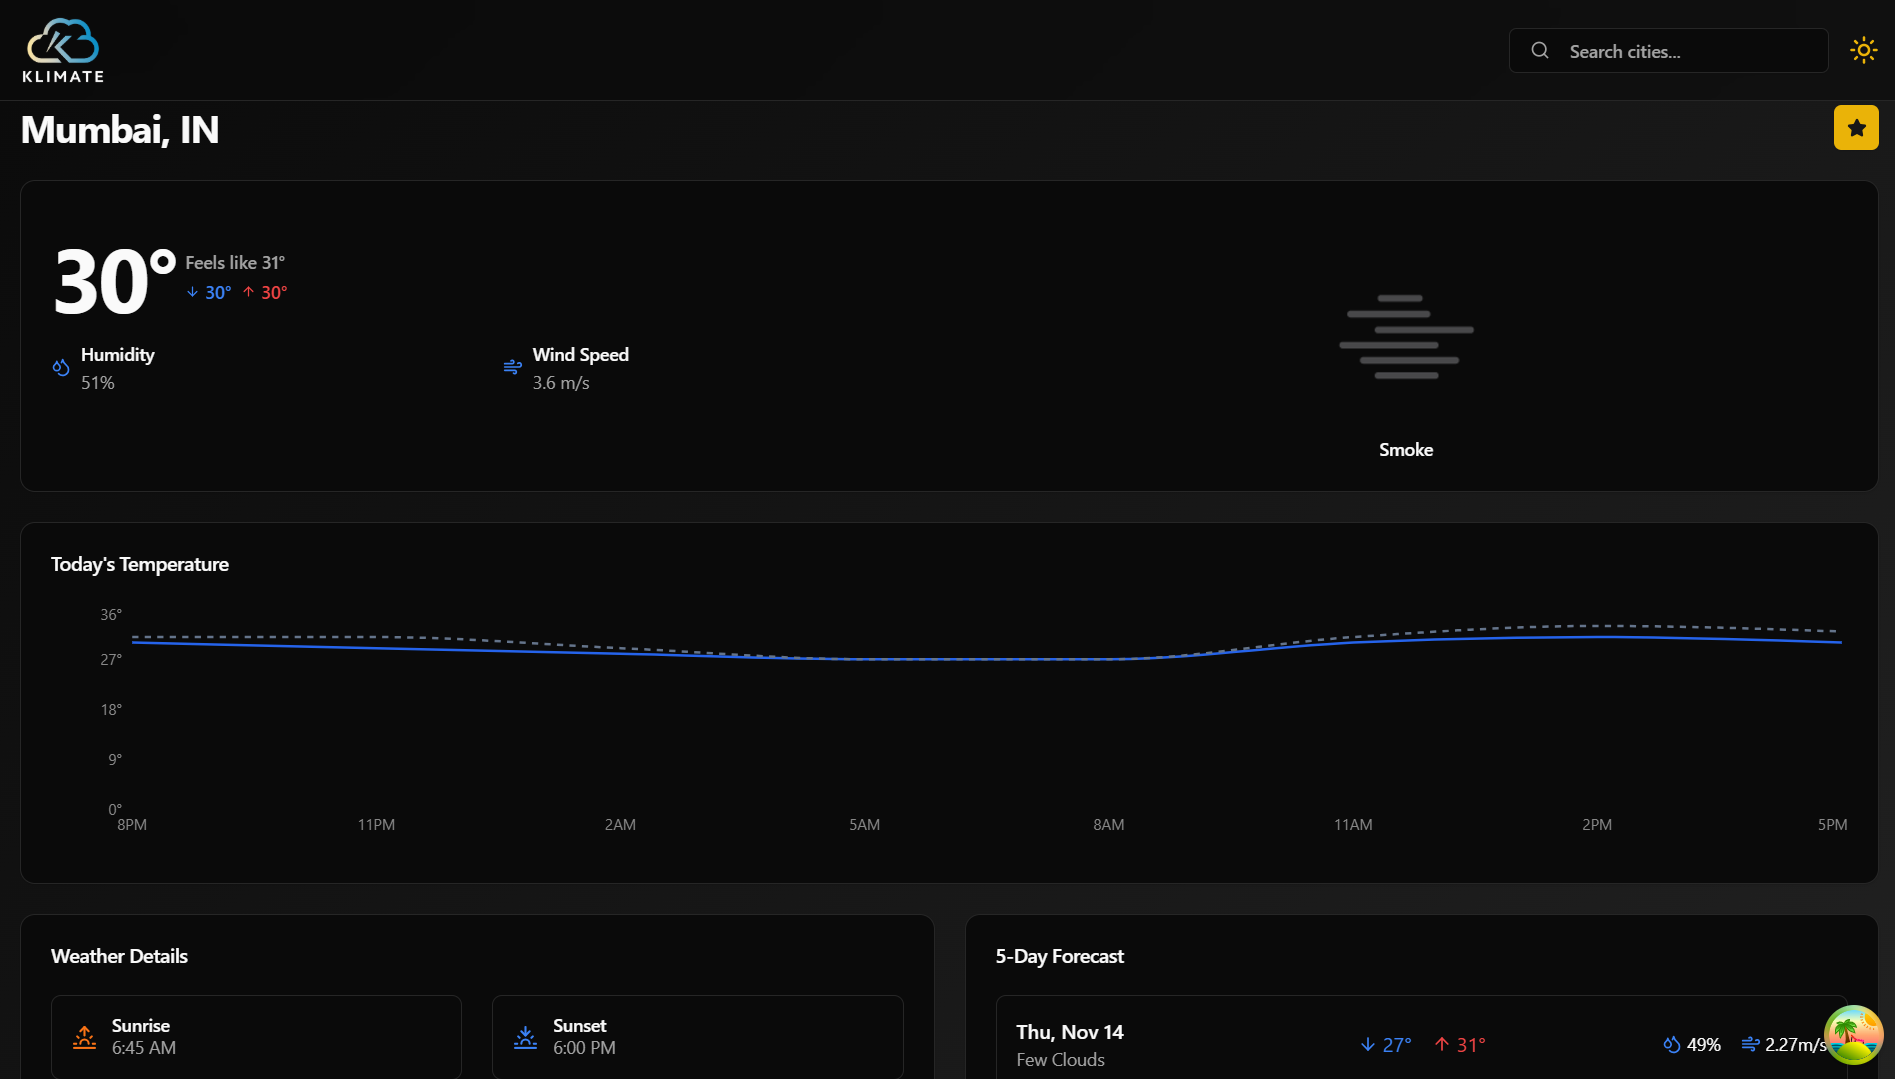 KLIMATE
Search cities...
Mumbai, IN
30°
Feels like 31°
30° 30°
Humidity
51%
Wind Speed
3.6 m/s
Smoke
Today's Temperature
36°
27°
18°
9°
0°
8PM 11PM 2AM 5AM 8AM 11AM 2PM 5PM
Weather Details
Sunrise
6:45 AM
Sunset
6:00 PM
5-Day Forecast
Thu, Nov 14
Few Clouds
27° 31°
49% 2.27m/s